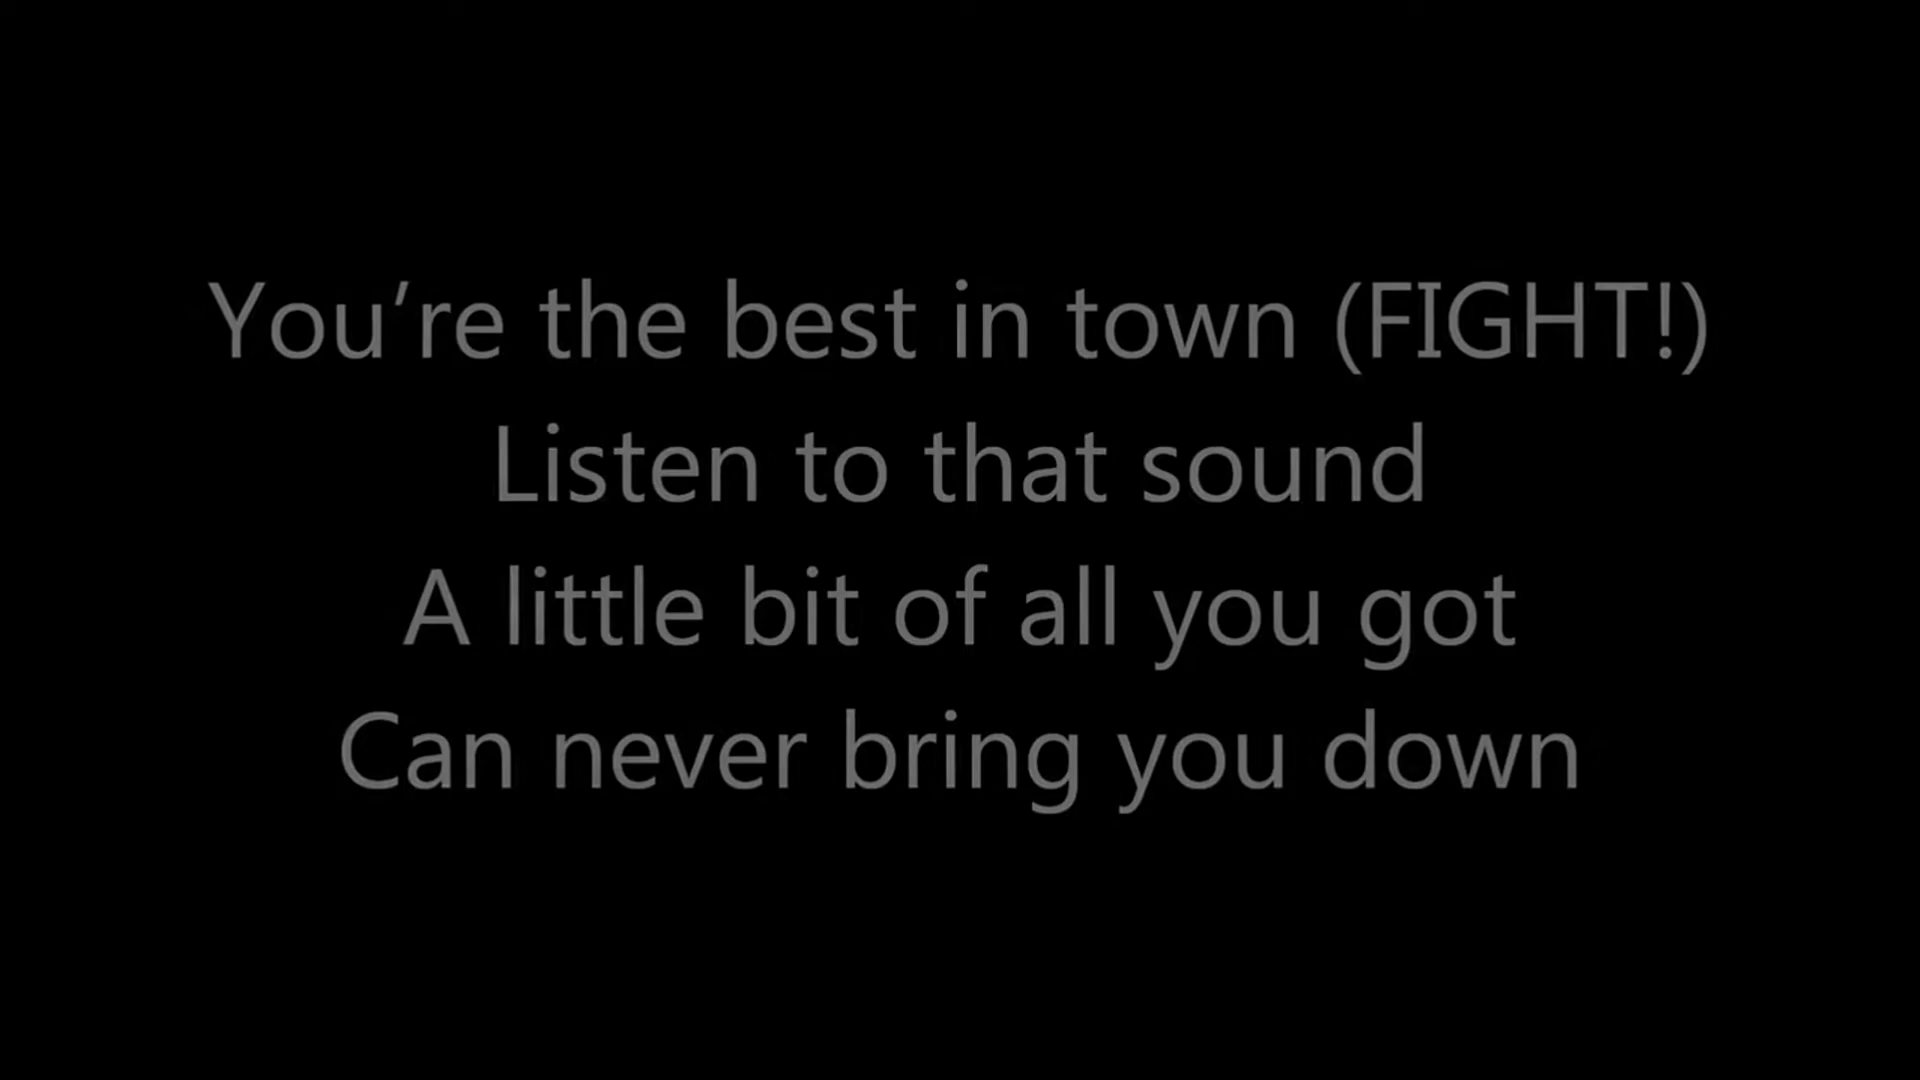 You’re the best in town (FIGHT!)
Listen to that sound
A little bit of all you got
Can never bring you down